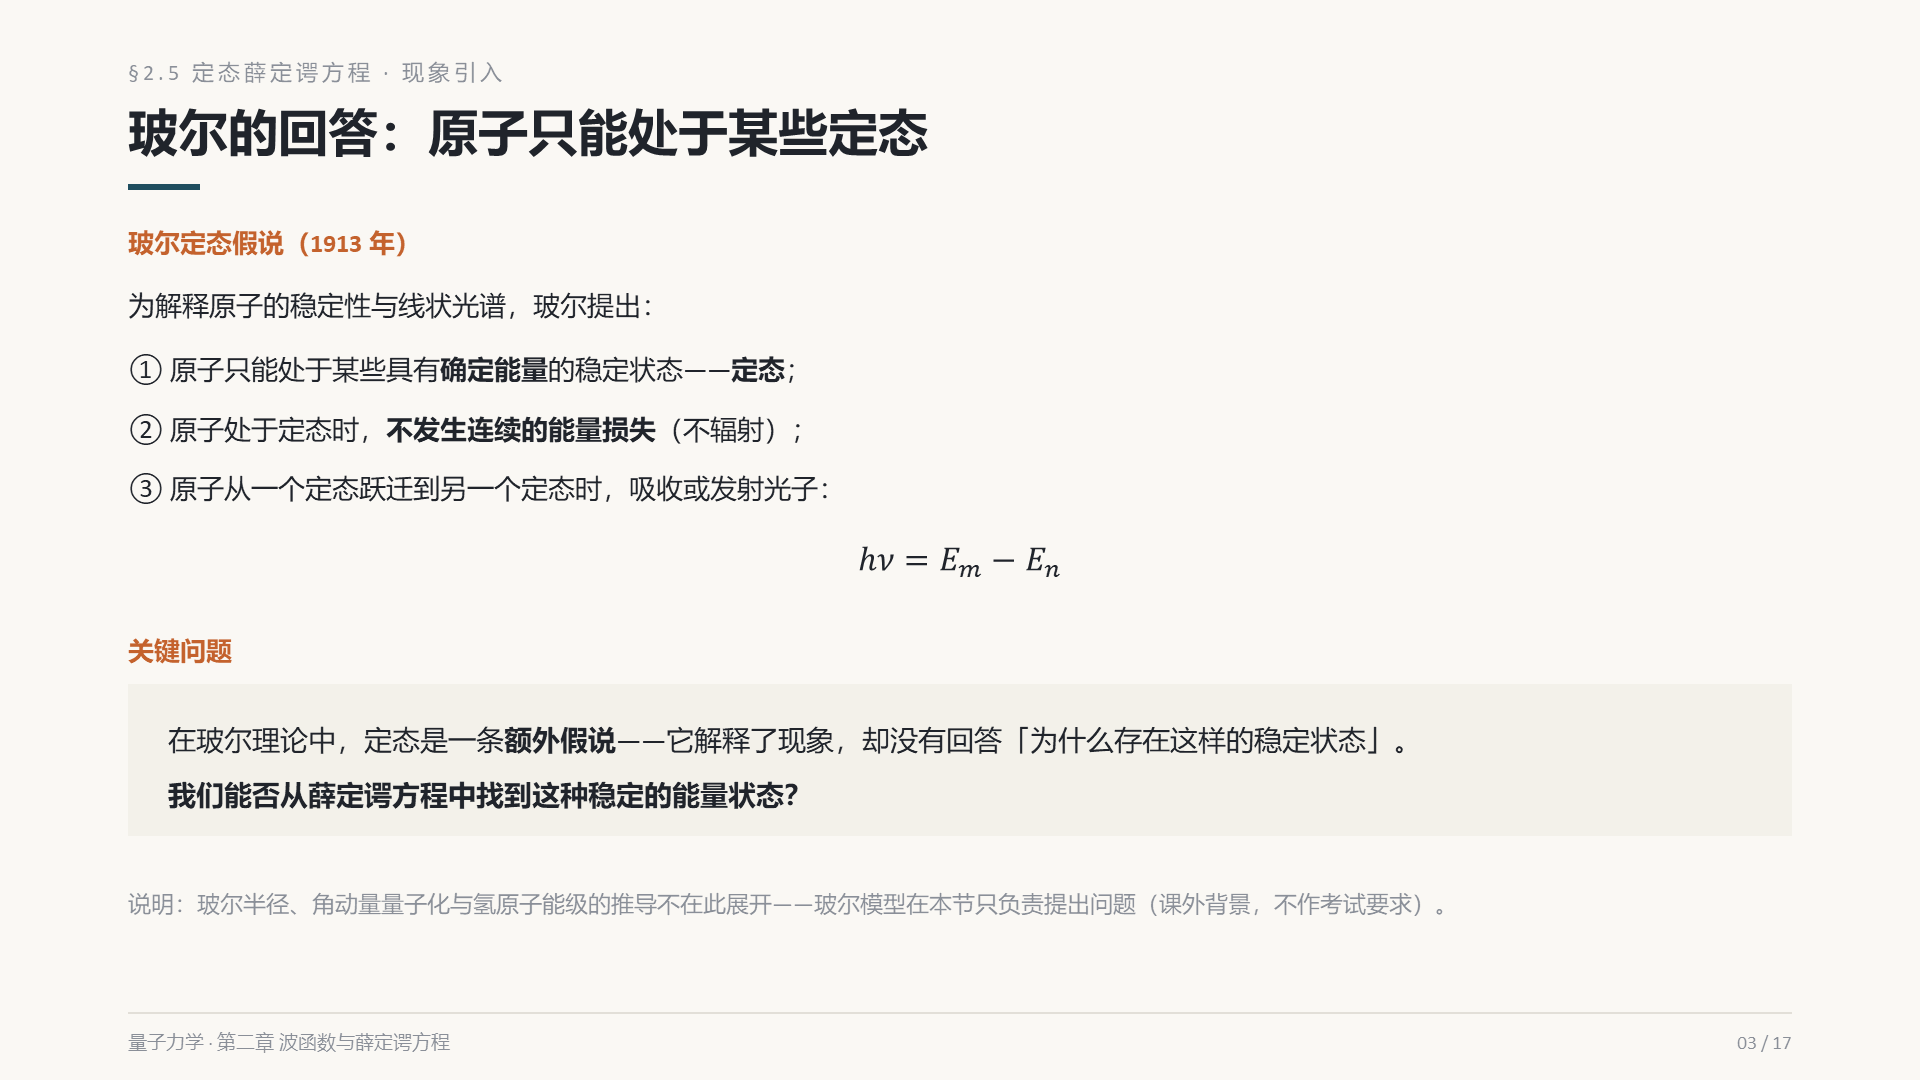 §2.5 定态薛定谔方程 · 现象引入
玻尔的回答：原子只能处于某些定态
玻尔定态假说（1913 年）
为解释原子的稳定性与线状光谱，玻尔提出：
① 原子只能处于某些具有确定能量的稳定状态——定态；
② 原子处于定态时，不发生连续的能量损失（不辐射）；
③ 原子从一个定态跃迁到另一个定态时，吸收或发射光子：
hν = E_m − E_n
关键问题
在玻尔理论中，定态是一条额外假说——它解释了现象，却没有回答「为什么存在这样的稳定状态」。
我们能否从薛定谔方程中找到这种稳定的能量状态？
说明：玻尔半径、角动量量子化与氢原子能级的推导不在此展开——玻尔模型在本节只负责提出问题（课外背景，不作考试要求）。
量子力学 · 第二章 波函数与薛定谔方程
03 / 17